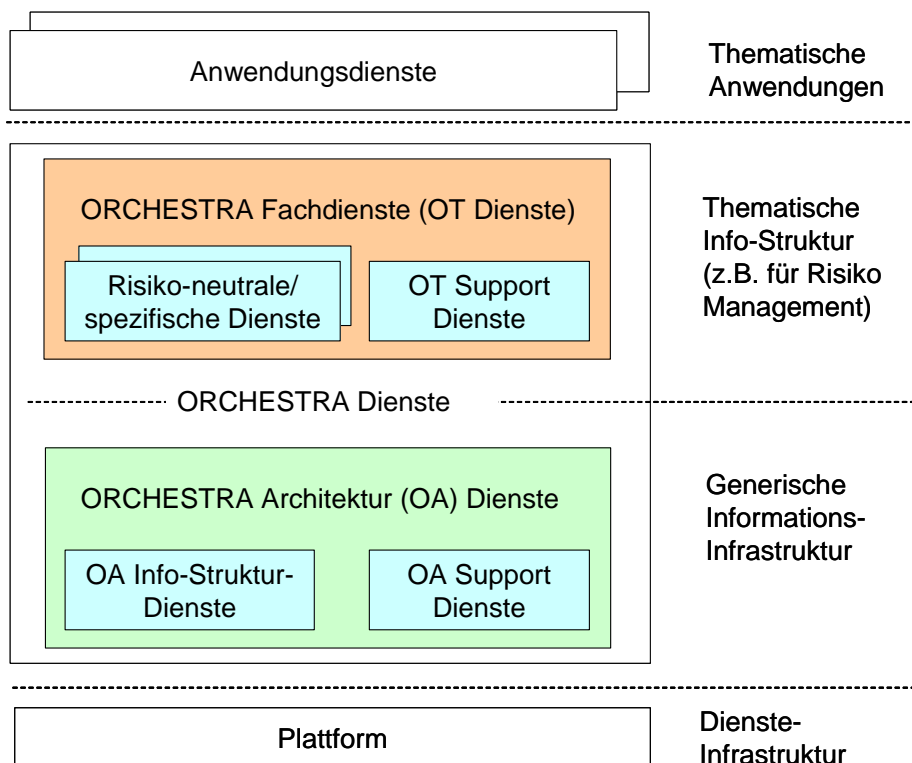 Anwendungsdienste
Thematische
Anwendungen
ORCHESTRA Fachdienste (OT Dienste)
Risiko-neutrale/
spezifische Dienste
OT Support
Dienste
Thematische
Info-Struktur
(z.B. für Risiko
Management)
ORCHESTRA Dienste
ORCHESTRA Architektur (OA) Dienste
OA Info-Struktur-
Dienste
OA Support
Dienste
Generische
Informations-
Infrastruktur
Plattform
Dienste-
Infrastruktur